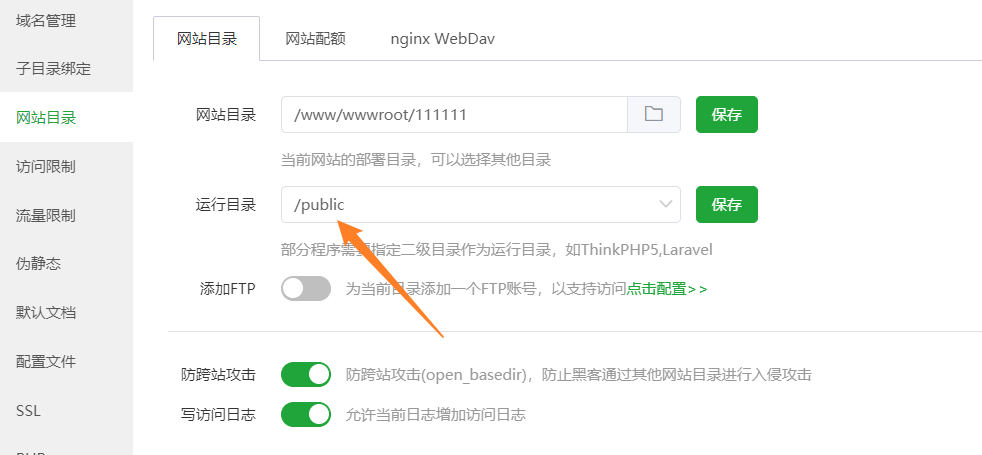 域名管理
子目录绑定
网站目录
访问限制
流量限制
伪静态
默认文档
配置文件
SSL
网站目录 网站配额 nginx WebDav
网站目录 /www/wwwroot/111111 保存
当前网站的部署目录，可以选择其他目录
运行目录 /public 保存
部分程序需要指定二级目录作为运行目录，如ThinkPHP5,Laravel
添加FTP 为当前目录添加一个FTP账号，以支持访问点击配置>>
防跨站攻击 防跨站攻击(open_basedir)，防止黑客通过其他网站目录进行入侵攻击
写访问日志 允许当前日志增加访问日志